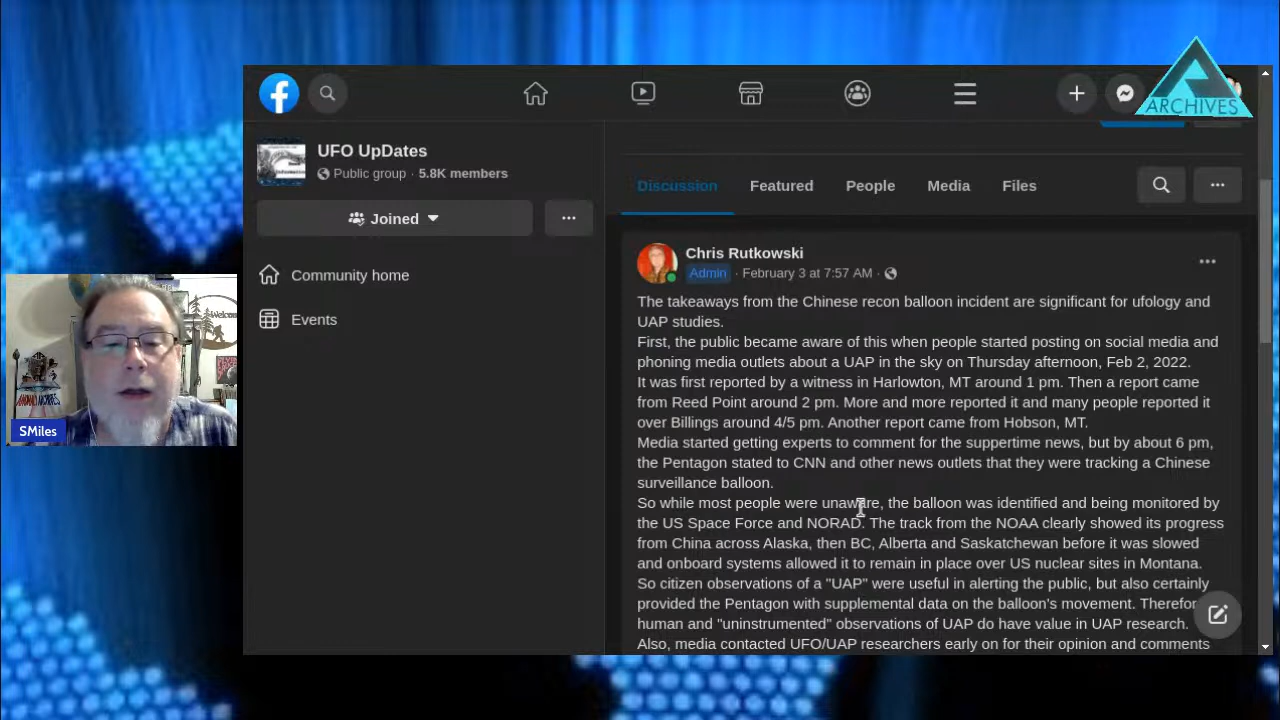 ARCHIVES
UFO UpDates
Public group · 5.8K members
Joined
Community home
Events
SMiles
Discussion
Featured
People
Media
Files
Chris Rutkowski
Admin · February 3 at 7:57 AM ·
The takeaways from the Chinese recon balloon incident are significant for ufology and
UAP studies.
First, the public became aware of this when people started posting on social media and
phoning media outlets about a UAP in the sky on Thursday afternoon, Feb 2, 2022.
It was first reported by a witness in Harlowton, MT around 1 pm. Then a report came
from Reed Point around 2 pm. More and more reported it and many people reported it
over Billings around 4/5 pm. Another report came from Hobson, MT.
Media started getting experts to comment for the suppertime news, but by about 6 pm,
the Pentagon stated to CNN and other news outlets that they were tracking a Chinese
surveillance balloon.
So while most people were unaware, the balloon was identified and being monitored by
the US Space Force and NORAD. The track from the NOAA clearly showed its progress
from China across Alaska, then BC, Alberta and Saskatchewan before it was slowed
and onboard systems allowed it to remain in place over US nuclear sites in Montana.
So citizen observations of a "UAP" were useful in alerting the public, but also certainly
provided the Pentagon with supplemental data on the balloon's movement. Therefor
human and "uninstrumented" observations of UAP do have value in UAP research.
Also, media contacted UFO/UAP researchers early on for their opinion and comments